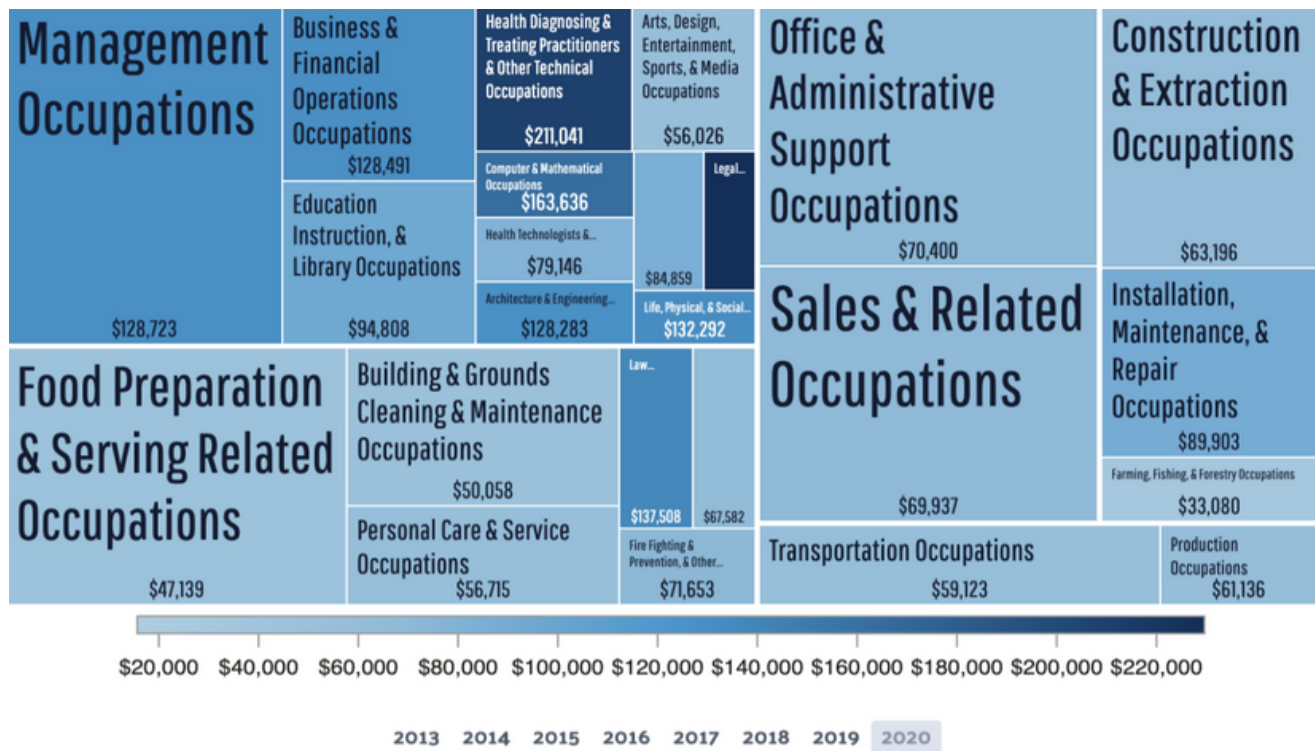 Management
Occupations
$128,723
Business &
Financial
Operations
Occupations
$128,491
Education
Instruction, &
Library Occupations
$94,808
Health Diagnosing &
Treating Practitioners
& Other Technical
Occupations
$211,041
Computer & Mathematical
Occupations
$163,636
Health Technologists &...
$79,146
Architecture & Engineering...
$128,283
Arts, Design,
Entertainment,
Sports, & Media
Occupations
$56,026
$84,859
Legal...
Life, Physical, & Social...
$132,292
Food Preparation
& Serving Related
Occupations
$47,139
Building & Grounds
Cleaning & Maintenance
Occupations
$50,058
Personal Care & Service
Occupations
$56,715
Law...
$137,508
$67,582
Fire Fighting &
Prevention, & Other...
$71,653
Office &
Administrative
Support
Occupations
$70,400
Sales & Related
Occupations
$69,937
Construction
& Extraction
Occupations
$63,196
Installation,
Maintenance, &
Repair
Occupations
$89,903
Farming, Fishing, & Forestry Occupations
$33,080
Transportation Occupations
$59,123
Production
Occupations
$61,136
$20,000 $40,000 $60,000 $80,000 $100,000 $120,000 $140,000 $160,000 $180,000 $200,000 $220,000
2013 2014 2015 2016 2017 2018 2019 2020